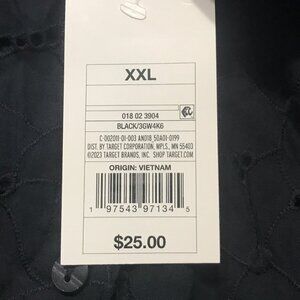 XXL
018 02 3904
BLACK/3GW4K6
C-002011-01-003 AN018 50A01-0199
DIST. BY TARGET CORPORATION, MPLS., MN 55403
©2023 TARGET BRANDS, INC. SHOP TARGET.COM
ORIGIN: VIETNAM
1 97543 97134 5
$25.00